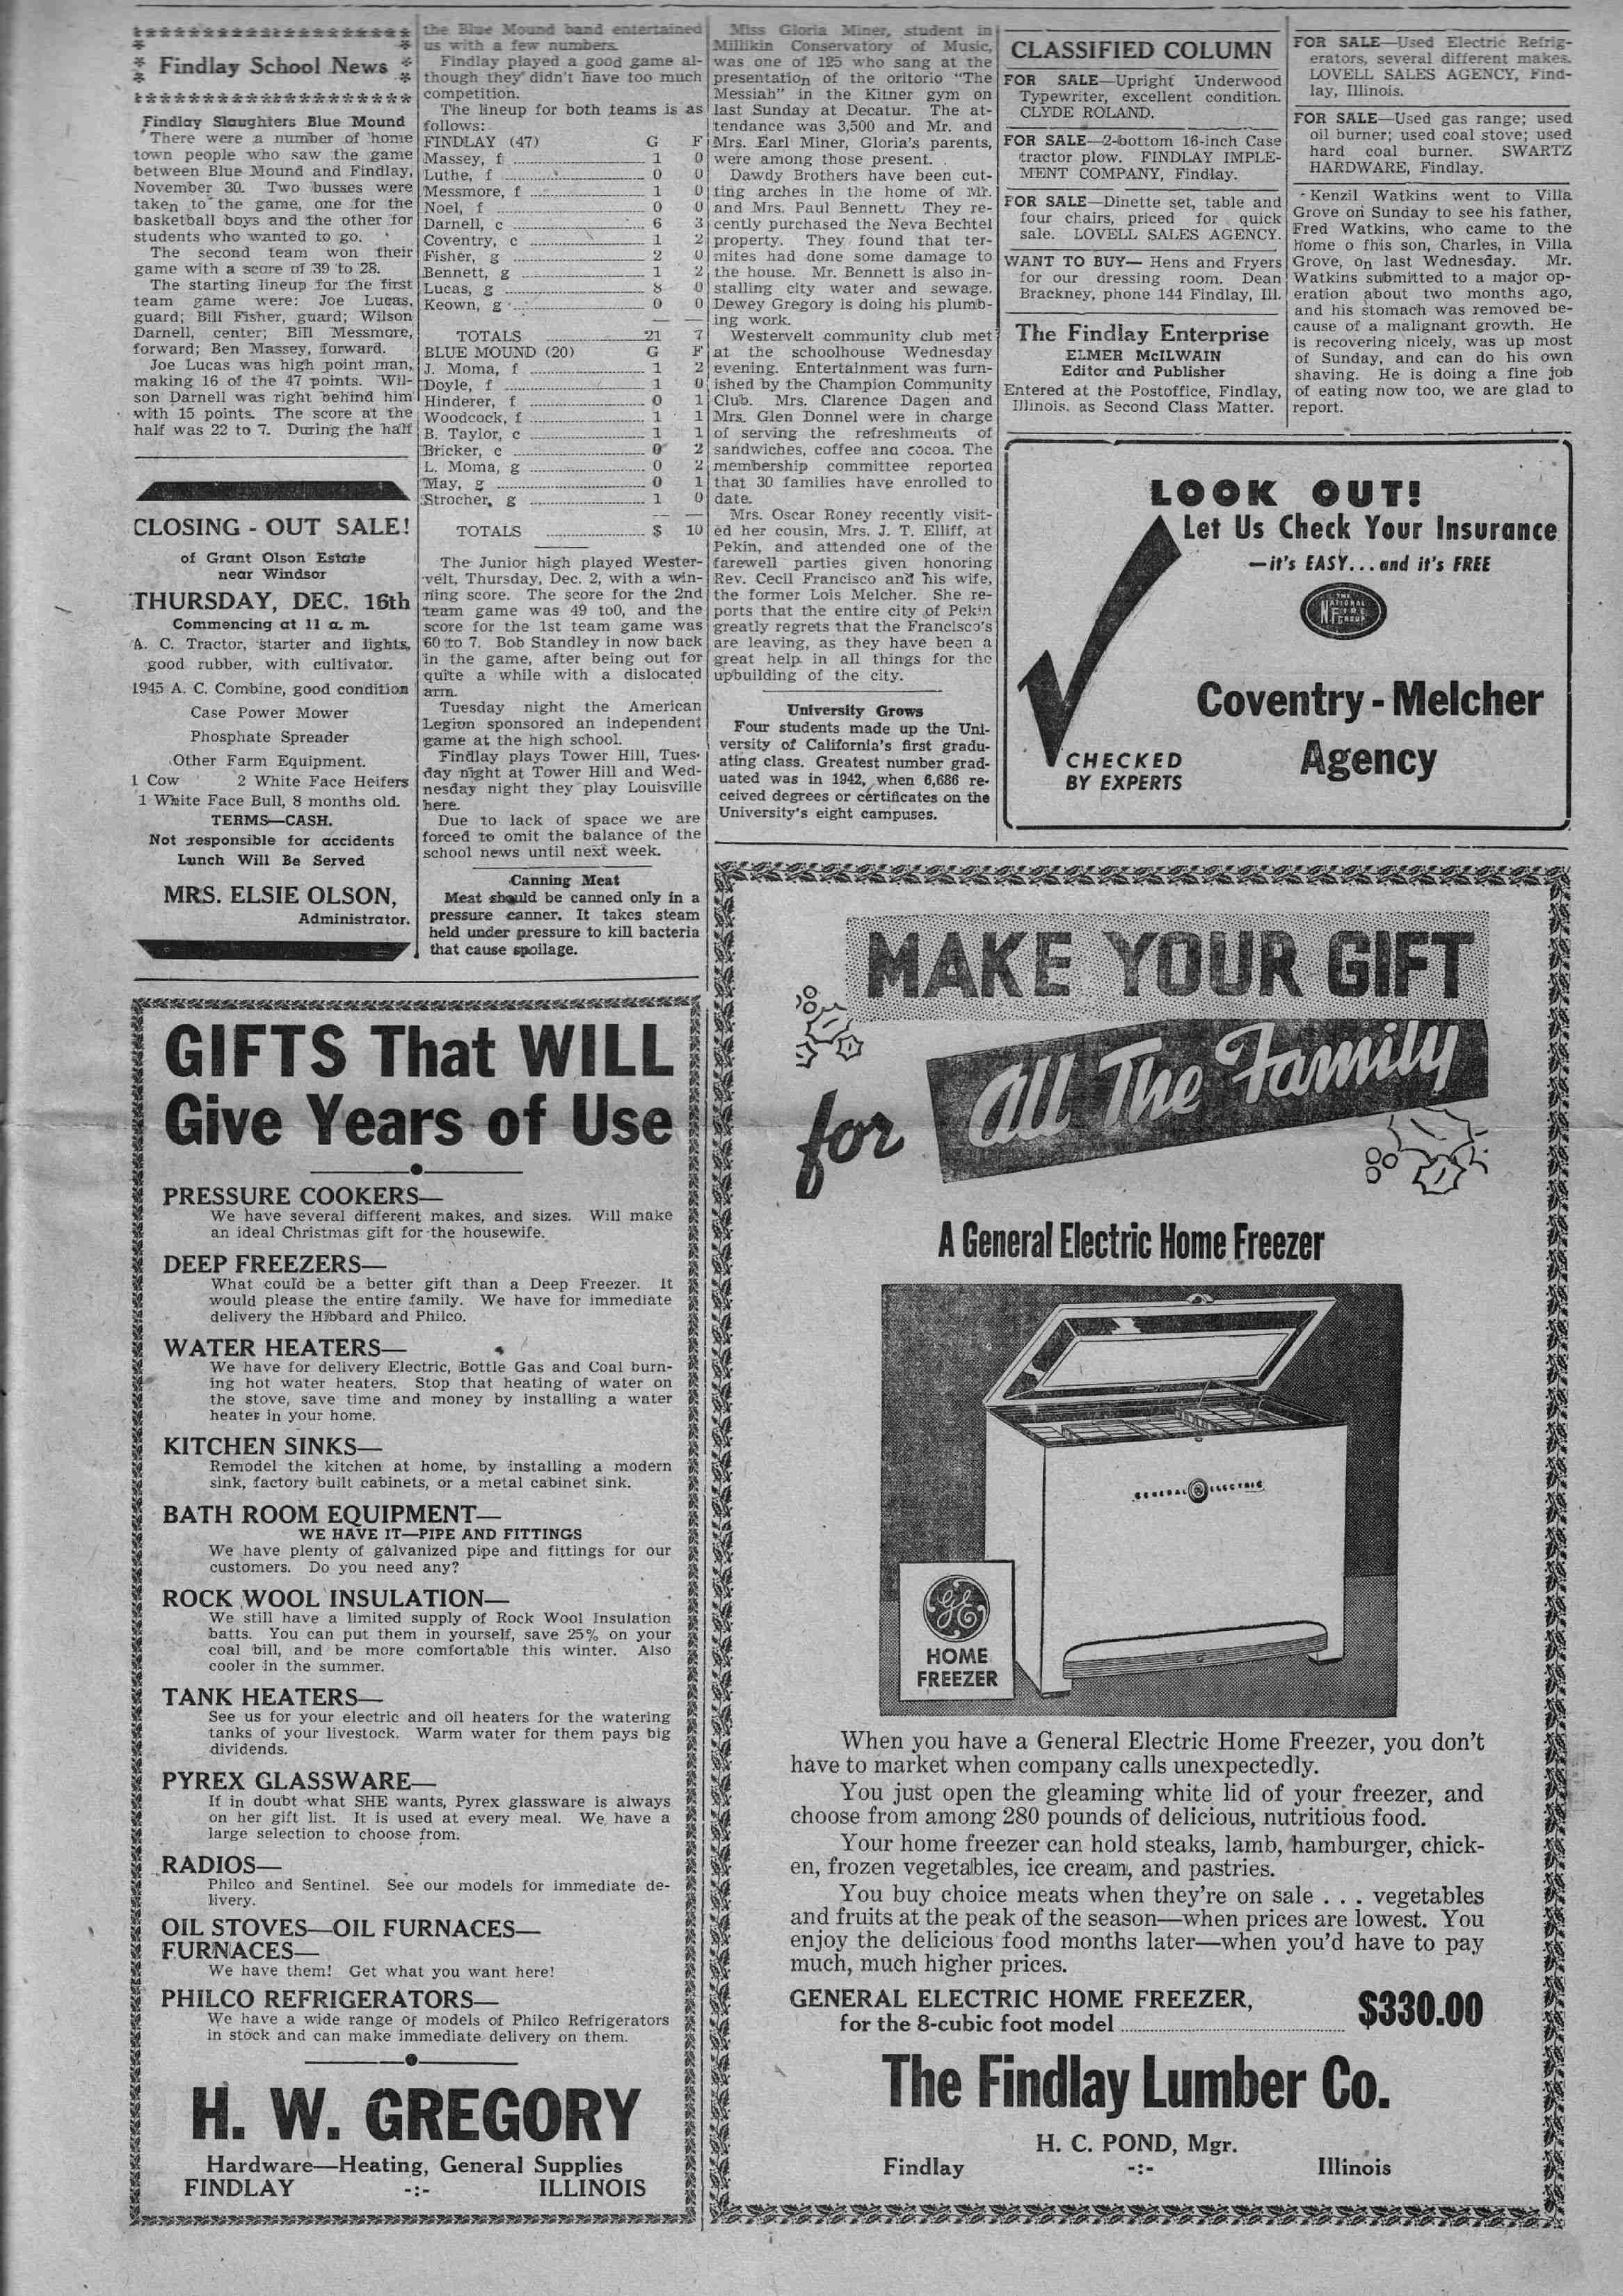 Findlay School News
Findlay Slaughters Blue Mound
There were a number of home
town people who saw the game
between Blue Mound and Findlay,
November 30. Two busses were
taken to the game, one for the
basketball boys and the other for
students who wanted to go.
The second team won their
game with a score of 39 to 28.
The starting lineup for the first
team game were: Joe Lucas,
guard; Bill Fisher, guard; Wilson
Darnell, center; Bill Messmore,
forward; Ben Massey, forward.
Joe Lucas was high point man,
making 16 of the 47 points. Wil-
son Darnell was right behind him
with 15 points. The score at the
half was 22 to 7. During the half
the Blue Mound band entertained
us with a few numbers.
Findlay played a good game al-
though they didn't have too much
competition.
The lineup for both teams is as
follows:
FINDLAY (47) G F
Massey, f 1 0
Luthe, f 0 0
Messmore, f 1 0
Noel, f 0 0
Darnell, c 6 3
Coventry, c 1 2
Fisher, g 2 0
Bennett, g 1 2
Lucas, g 8 0
Keown, g 0 0
TOTALS 21 7
BLUE MOUND (20) G F
J. Moma, f 1 2
Doyle, f 1 0
Hinderer, f 0 1
Woodcock, f 1 1
B. Taylor, c 1 1
Bricker, c 0 2
L. Moma, g 0 2
May, g 0 1
Strocher, g 1 0
TOTALS $ 10
The Junior high played Wester-
velt, Thursday, Dec. 2, with a win-
ning score. The score for the 2nd
team game was 49 to0, and the
score for the 1st team game was
60 to 7. Bob Standley in now back
in the game, after being out for
quite a while with a dislocated
arm.
Tuesday night the American
Legion sponsored an independent
game at the high school.
Findlay plays Tower Hill, Tues-
day night at Tower Hill and Wed-
nesday night they play Louisville
here.
Due to lack of space we are
forced to omit the balance of the
school news until next week.
Canning Meat
Meat should be canned only in a
pressure canner. It takes steam
held under pressure to kill bacteria
that cause spoilage.
CLOSING - OUT SALE!
of Grant Olson Estate
near Windsor
THURSDAY, DEC. 16th
Commencing at 11 a. m.
A. C. Tractor, starter and lights,
good rubber, with cultivator.
1945 A. C. Combine, good condition
Case Power Mower
Phosphate Spreader
Other Farm Equipment.
1 Cow 2 White Face Heifers
1 White Face Bull, 8 months old.
TERMS—CASH.
Not responsible for accidents
Lunch Will Be Served
MRS. ELSIE OLSON,
Administrator.
Miss Gloria Miner, student in
Millikin Conservatory of Music,
was one of 125 who sang at the
presentation of the oritorio "The
Messiah" in the Kitner gym on
last Sunday at Decatur. The at-
tendance was 3,500 and Mr. and
Mrs. Earl Miner, Gloria's parents,
were among those present.
Dawdy Brothers have been cut-
ting arches in the home of Mr.
and Mrs. Paul Bennett. They re-
cently purchased the Neva Bechtel
property. They found that ter-
mites had done some damage to
the house. Mr. Bennett is also in-
stalling city water and sewage.
Dewey Gregory is doing his plumb-
ing work.
Westervelt community club met
at the schoolhouse Wednesday
evening. Entertainment was furn-
ished by the Champion Community
Club. Mrs. Clarence Dagen and
Mrs. Glen Donnel were in charge
of serving the refreshments of
sandwiches, coffee and cocoa. The
membership committee reported
that 30 families have enrolled to
date.
Mrs. Oscar Roney recently visit-
ed her cousin, Mrs. J. T. Elliff, at
Pekin, and attended one of the
farewell parties given honoring
Rev. Cecil Francisco and his wife,
the former Lois Melcher. She re-
ports that the entire city of Pekin
greatly regrets that the Francisco's
are leaving, as they have been a
great help in all things for the
upbuilding of the city.
University Grows
Four students made up the Uni-
versity of California's first gradu-
ating class. Greatest number grad-
uated was in 1942, when 6,686 re-
ceived degrees or certificates on the
University's eight campuses.
CLASSIFIED COLUMN
FOR SALE—Upright Underwood
Typewriter, excellent condition.
CLYDE ROLAND.
FOR SALE—2-bottom 16-inch Case
tractor plow. FINDLAY IMPLE-
MENT COMPANY, Findlay.
FOR SALE—Dinette set, table and
four chairs, priced for quick
sale. LOVELL SALES AGENCY.
WANT TO BUY— Hens and Fryers
for our dressing room. Dean
Brackney, phone 144 Findlay, Ill.
The Findlay Enterprise
ELMER McILWAIN
Editor and Publisher
Entered at the Postoffice, Findlay,
Illinois, as Second Class Matter.
FOR SALE—Used Electric Refrig-
erators, several different makes.
LOVELL SALES AGENCY, Find-
lay, Illinois.
FOR SALE—Used gas range; used
oil burner; used coal stove; used
hard coal burner. SWARTZ
HARDWARE, Findlay.
Kenzil Watkins went to Villa
Grove on Sunday to see his father,
Fred Watkins, who came to the
home o fhis son, Charles, in Villa
Grove, on last Wednesday. Mr.
Watkins submitted to a major op-
eration about two months ago,
and his stomach was removed be-
cause of a malignant growth. He
is recovering nicely, was up most
of Sunday, and can do his own
shaving. He is doing a fine job
of eating now too, we are glad to
report.
LOOK OUT!
Let Us Check Your Insurance
—it's EASY...and it's FREE
THE
NATIONAL
FIRE
GROUP
Coventry - Melcher
Agency
CHECKED
BY EXPERTS
GIFTS That WILL
Give Years of Use
PRESSURE COOKERS—
We have several different makes, and sizes. Will make
an ideal Christmas gift for the housewife.
DEEP FREEZERS—
What could be a better gift than a Deep Freezer. It
would please the entire family. We have for immediate
delivery the Hibbard and Philco.
WATER HEATERS—
We have for delivery Electric, Bottle Gas and Coal burn-
ing hot water heaters. Stop that heating of water on
the stove, save time and money by installing a water
heater in your home.
KITCHEN SINKS—
Remodel the kitchen at home, by installing a modern
sink, factory built cabinets, or a metal cabinet sink.
BATH ROOM EQUIPMENT—
WE HAVE IT—PIPE AND FITTINGS
We have plenty of galvanized pipe and fittings for our
customers. Do you need any?
ROCK WOOL INSULATION—
We still have a limited supply of Rock Wool Insulation
batts. You can put them in yourself, save 25% on your
coal bill, and be more comfortable this winter. Also
cooler in the summer.
TANK HEATERS—
See us for your electric and oil heaters for the watering
tanks of your livestock. Warm water for them pays big
dividends.
PYREX GLASSWARE—
If in doubt what SHE wants, Pyrex glassware is always
on her gift list. It is used at every meal. We have a
large selection to choose from.
RADIOS—
Philco and Sentinel. See our models for immediate de-
livery.
OIL STOVES—OIL FURNACES—
FURNACES—
We have them! Get what you want here!
PHILCO REFRIGERATORS—
We have a wide range of models of Philco Refrigerators
in stock and can make immediate delivery on them.
H. W. GREGORY
Hardware—Heating, General Supplies
FINDLAY -:- ILLINOIS
MAKE YOUR GIFT
for All The Family
A General Electric Home Freezer
GENERAL GE ELECTRIC
GE
HOME
FREEZER
When you have a General Electric Home Freezer, you don't
have to market when company calls unexpectedly.
You just open the gleaming white lid of your freezer, and
choose from among 280 pounds of delicious, nutritious food.
Your home freezer can hold steaks, lamb, hamburger, chick-
en, frozen vegetables, ice cream, and pastries.
You buy choice meats when they're on sale . . . vegetables
and fruits at the peak of the season—when prices are lowest. You
enjoy the delicious food months later—when you'd have to pay
much, much higher prices.
GENERAL ELECTRIC HOME FREEZER,
for the 8-cubic foot model $330.00
The Findlay Lumber Co.
H. C. POND, Mgr.
Findlay -:- Illinois